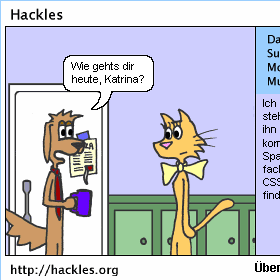 Hackles
Wie gehts dir
heute, Katrina?
Da
Su
Mo
Mu
Ich
steh
ihn
kom
Spa
fach
CSS
find
http://hackles.org
Über